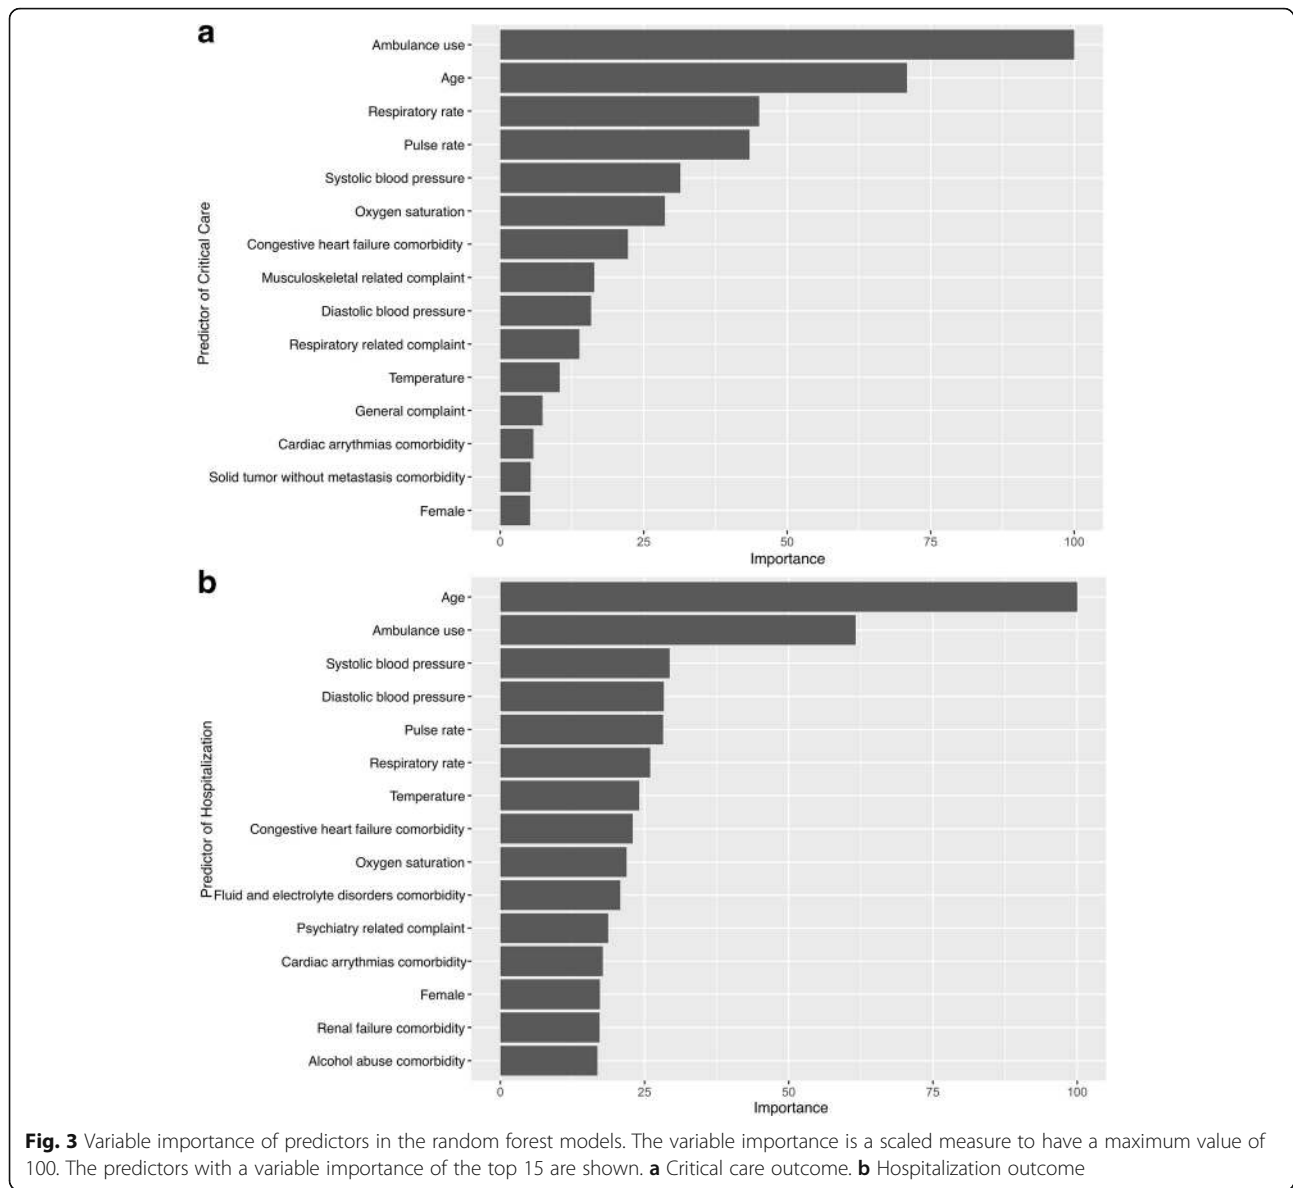 a
Predictor of Critical Care
Ambulance use
Age
Respiratory rate
Pulse rate
Systolic blood pressure
Oxygen saturation
Congestive heart failure comorbidity
Musculoskeletal related complaint
Diastolic blood pressure
Respiratory related complaint
Temperature
General complaint
Cardiac arrythmias comorbidity
Solid tumor without metastasis comorbidity
Female
0 25 50 75 100
Importance
b
Predictor of Hospitalization
Age
Ambulance use
Systolic blood pressure
Diastolic blood pressure
Pulse rate
Respiratory rate
Temperature
Congestive heart failure comorbidity
Oxygen saturation
Fluid and electrolyte disorders comorbidity
Psychiatry related complaint
Cardiac arrythmias comorbidity
Female
Renal failure comorbidity
Alcohol abuse comorbidity
0 25 50 75 100
Importance
Fig. 3 Variable importance of predictors in the random forest models. The variable importance is a scaled measure to have a maximum value of
100. The predictors with a variable importance of the top 15 are shown. a Critical care outcome. b Hospitalization outcome